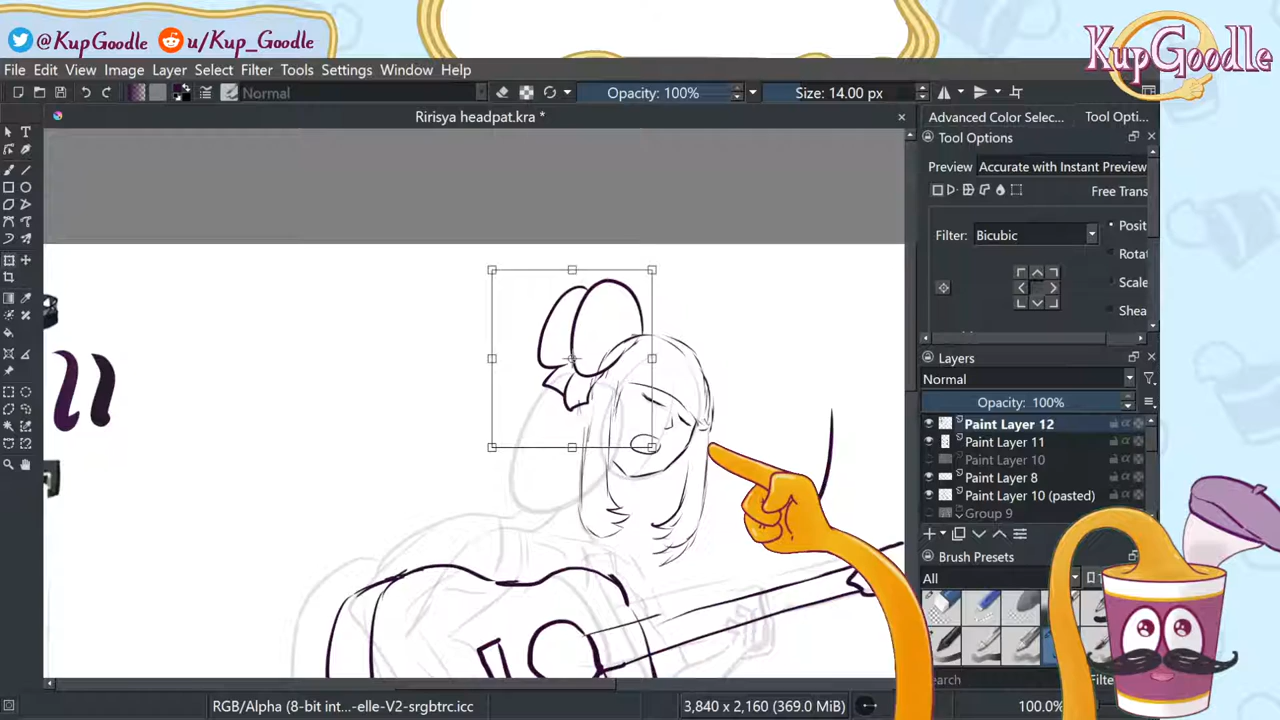 @KupGoodle u/Kup_Goodle
KupGoodle
File Edit View Image Layer Select Filter Tools Settings Window Help
Normal Opacity: 100% Size: 14.00 px
Ririsya headpat.kra *
Advanced Color Selec... Tool Opti...
Tool Options
Preview Accurate with Instant Preview
Free Trans
Filter: Bicubic
Posit
Rotat
Scale
Shea
Layers
Normal
Opacity: 100%
Paint Layer 12
Paint Layer 11
Paint Layer 10
Paint Layer 8
Paint Layer 10 (pasted)
Group 9
Brush Presets
All
earch
Filte
RGB/Alpha (8-bit int...-elle-V2-srgbtrc.icc
3,840 x 2,160 (369.0 MiB)
100.0%